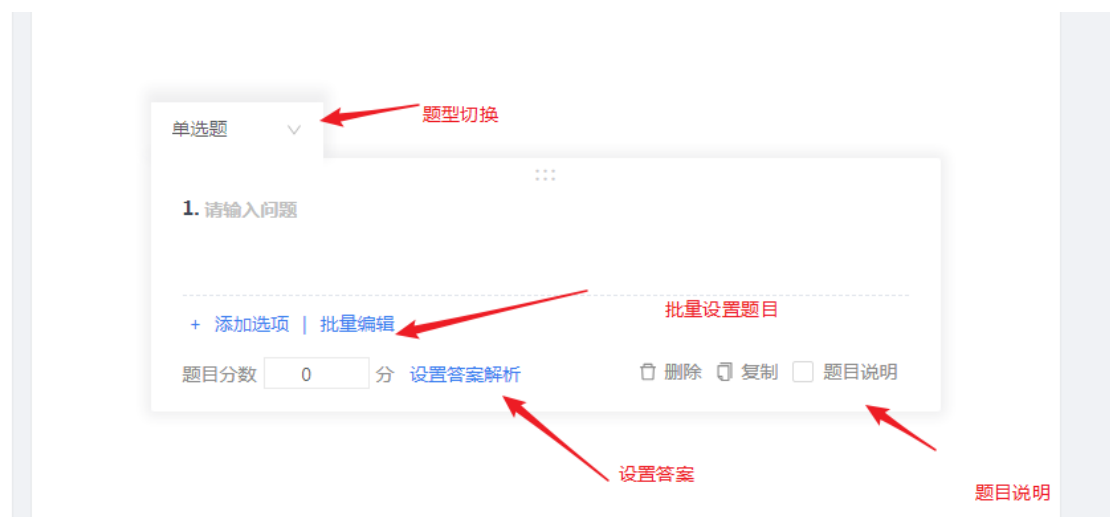 题型切换
单选题
1. 请输入问题
批量设置题目
+ 添加选项 | 批量编辑
题目分数 0 分 设置答案解析 删除 复制 题目说明
设置答案
题目说明